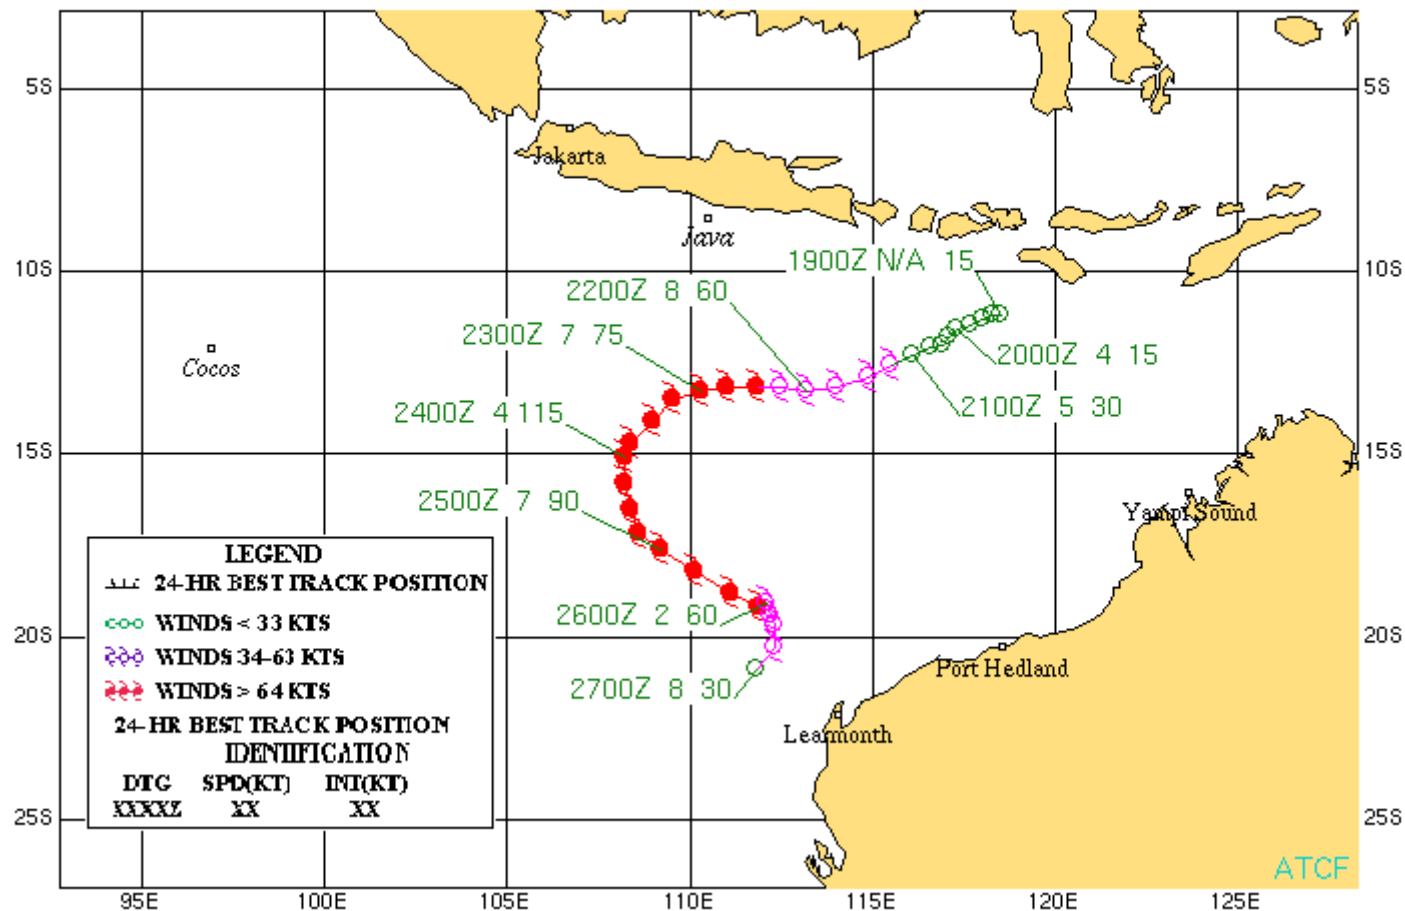 5S
5S
Jakarta
Java
1900Z N/A 15
10S
10S
2200Z 8 60
2300Z 7 75
2000Z 4 15
Cocos
2400Z 4 115
2100Z 5 30
15S
15S
2500Z 7 90
Yampi Sound
LEGEND
24-HR BEST TRACK POSITION
WINDS < 33 KTS
2600Z 2 60
20S
20S
WINDS 34-63 KTS
Port Hedland
WINDS > 64 KTS
2700Z 8 30
24-HR BEST TRACK POSITION
IDENTIFICATION
Learmonth
DTG SPD(KT) INT(KT)
XXXXZ XX XX
25S
25S
ATCF
95E 100E 105E 110E 115E 120E 125E